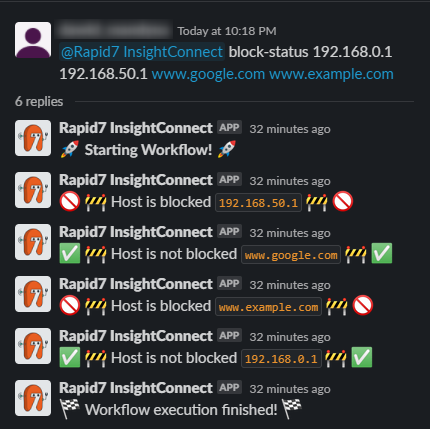 Today at 10:18 PM
@Rapid7 InsightConnect block-status 192.168.0.1
192.168.50.1 www.google.com www.example.com
6 replies
Rapid7 InsightConnect APP 32 minutes ago
🚀 Starting Workflow! 🚀
Rapid7 InsightConnect APP 32 minutes ago
🚫 🚧 Host is blocked 192.168.50.1 🚧 🚫
Rapid7 InsightConnect APP 32 minutes ago
✅ 🚧 Host is not blocked www.google.com 🚧 ✅
Rapid7 InsightConnect APP 32 minutes ago
🚫 🚧 Host is blocked www.example.com 🚧 🚫
Rapid7 InsightConnect APP 32 minutes ago
✅ 🚧 Host is not blocked 192.168.0.1 🚧 ✅
Rapid7 InsightConnect APP 32 minutes ago
🏁 Workflow execution finished! 🏁